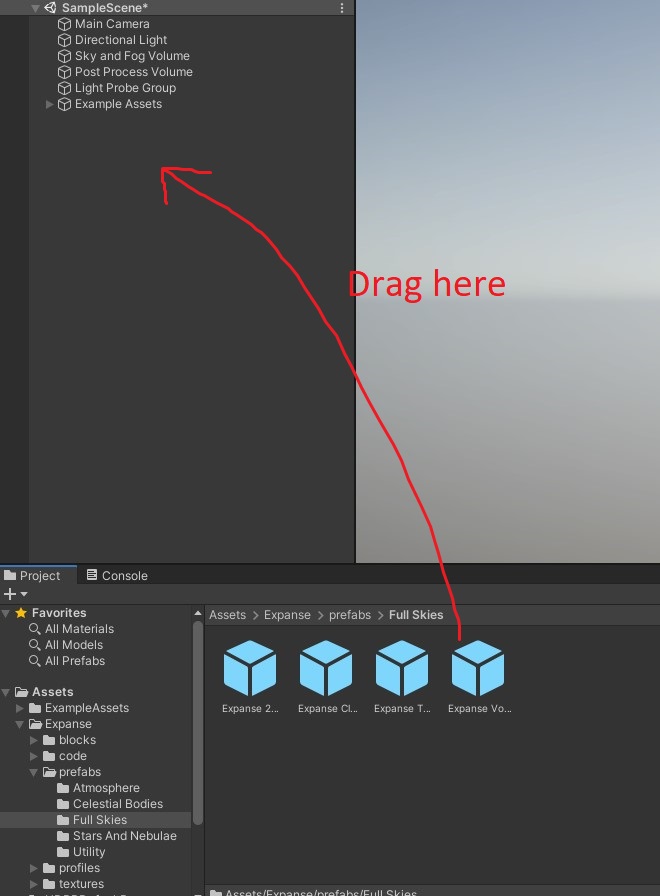 SampleScene*
Main Camera
Directional Light
Sky and Fog Volume
Post Process Volume
Light Probe Group
Example Assets
Drag here
Project
Console
Favorites
All Materials
All Models
All Prefabs
Assets
ExampleAssets
Expanse
blocks
code
prefabs
Atmosphere
Celestial Bodies
Full Skies
Stars And Nebulae
Utility
profiles
textures
Assets > Expanse > prefabs > Full Skies
Expanse 2...
Expanse Cl...
Expanse T...
Expanse Vo...
Assets/Expanse/prefabs/Full Skies